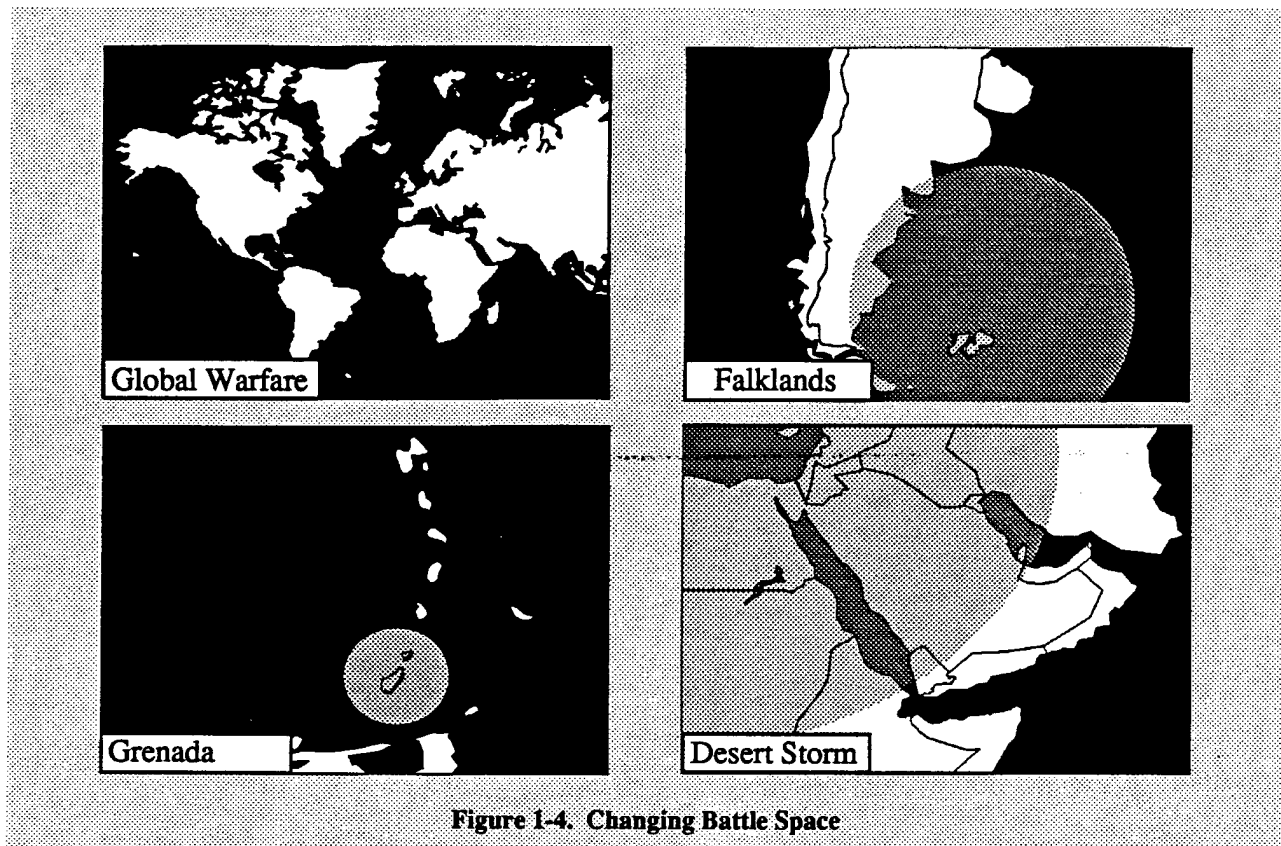 Global Warfare
Falklands
Grenada
Desert Storm
Figure 1-4. Changing Battle Space